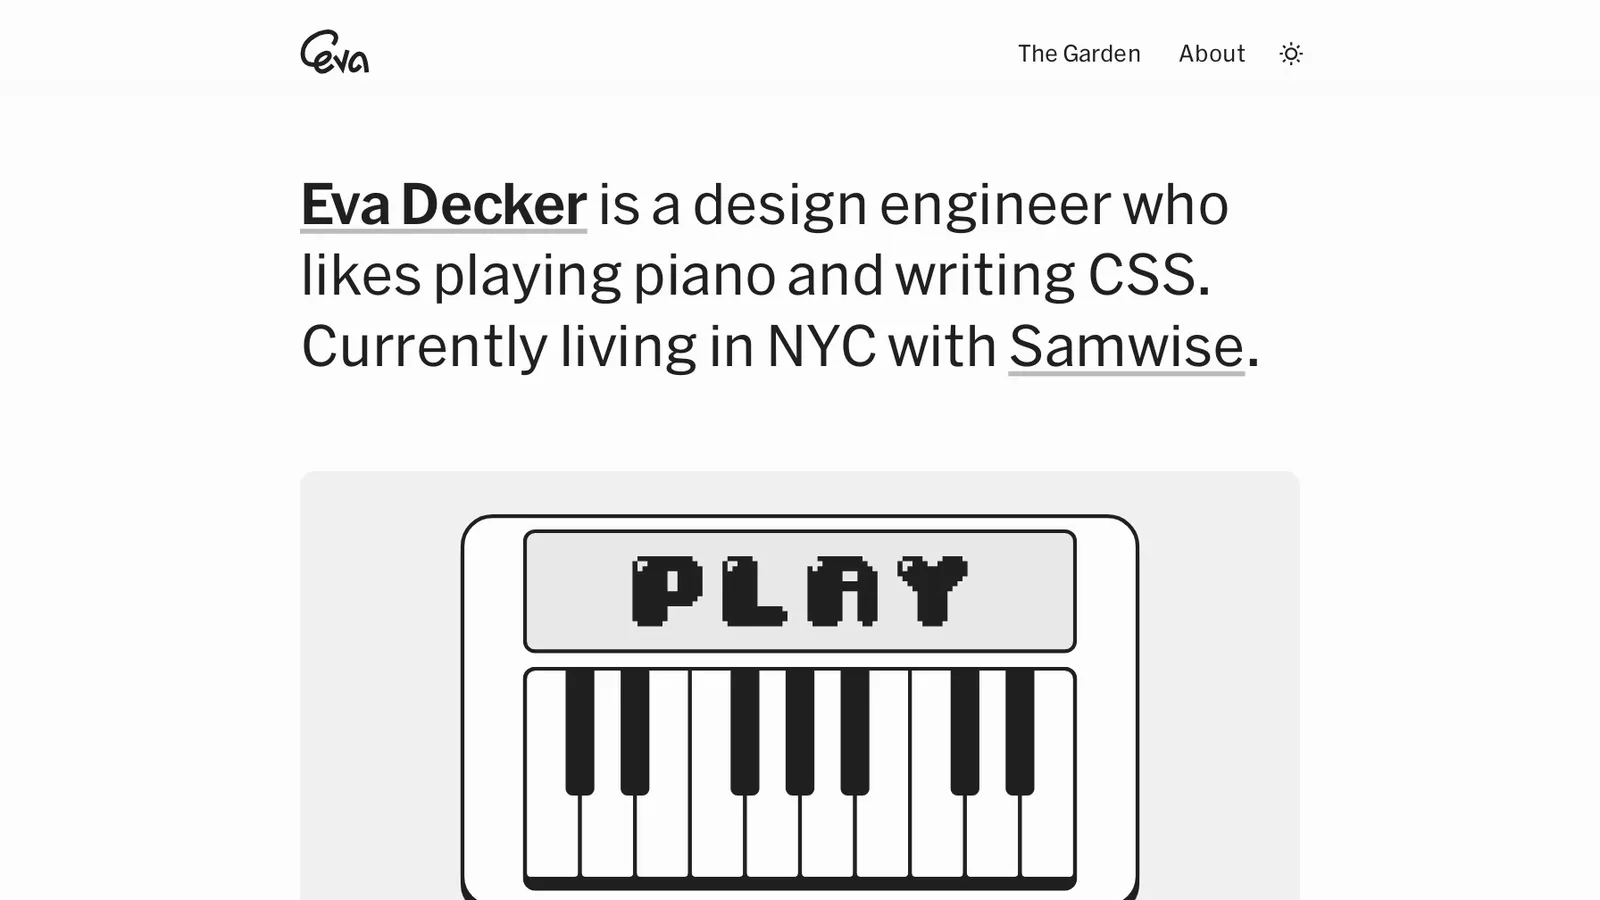 eva
The Garden
About
Eva Decker is a design engineer who
likes playing piano and writing CSS.
Currently living in NYC with Samwise.
PLAY